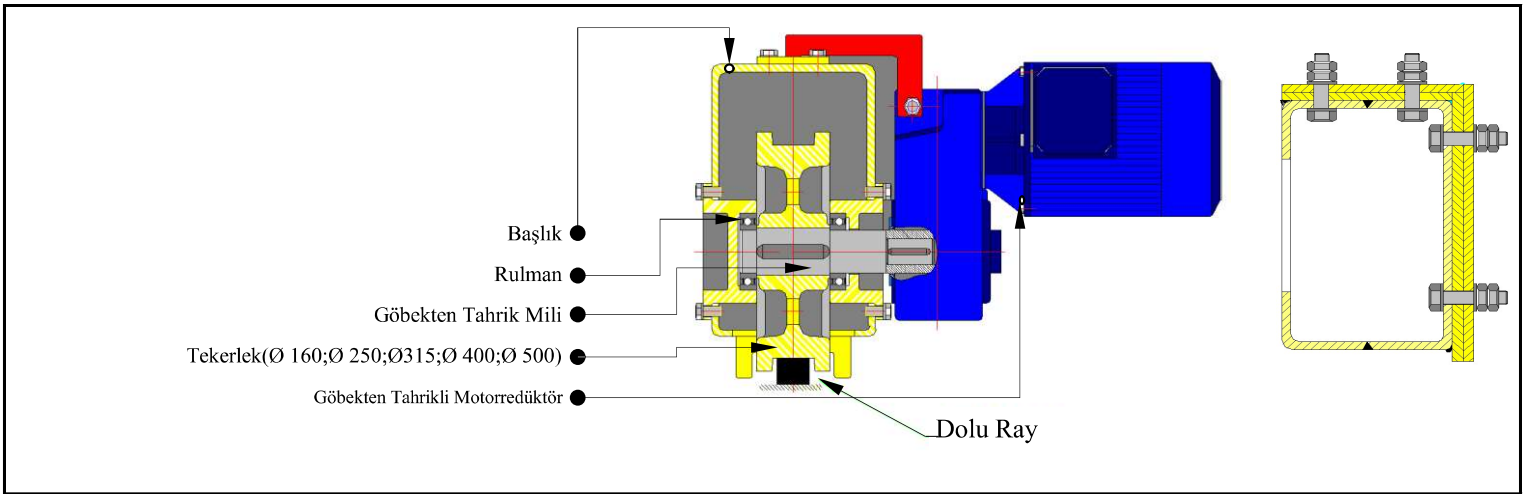 Başlık
Rulman
Göbekten Tahrik Mili
Tekerlek(Ø 160;Ø 250;Ø315;Ø 400;Ø 500)
Göbekten Tahrikli Motorredüktör
Dolu Ray